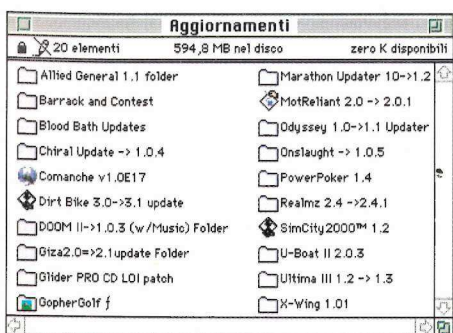 Aggiornamenti
20 elementi 594,8 MB nel disco zero K disponibili
Allied General 1.1 folder
Barrack and Contest
Blood Bath Updates
Chiral Update -> 1.0.4
Comanche v1.0E17
Dirt Bike 3.0->3.1 update
DOOM II->1.0.3 (w/Music) Folder
Giza2.0=>2.1update Folder
Glider PRO CD LOI patch
GopherGolf ƒ
Marathon Updater 10->1.2
MotReliant 2.0 -> 2.0.1
Odyssey 1.0->1.1 Updater
Onslaught -> 1.0.5
PowerPoker 1.4
Realmz 2.4 ->2.4.1
SimCity2000™ 1.2
U-Boat II 2.0.3
Ultima III 1.2 -> 1.3
X-Wing 1.01